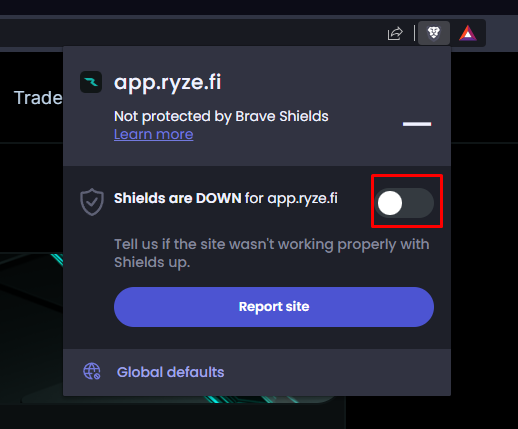 Trade
app.ryze.fi
Not protected by Brave Shields
Learn more
Shields are DOWN for app.ryze.fi
Tell us if the site wasn't working properly with
Shields up.
Report site
Global defaults